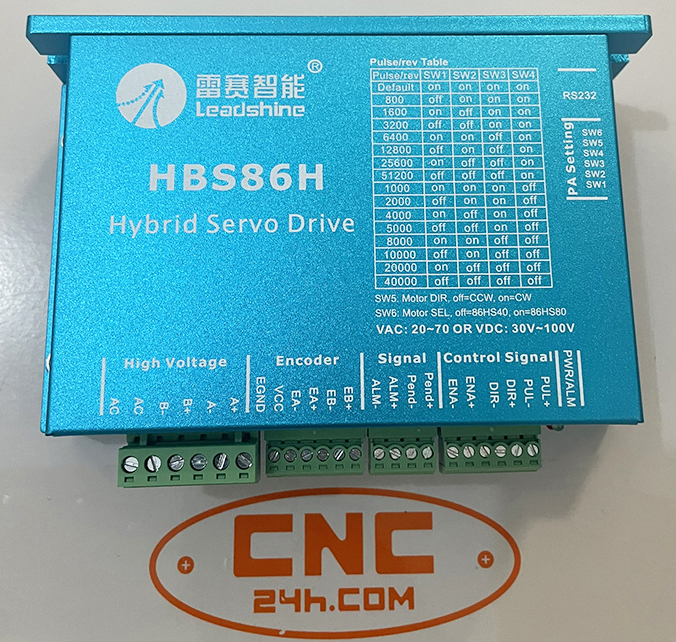 雷赛智能®
Leadshine
HBS86H
Hybrid Servo Drive
Pulse/rev Table
Pulse/rev SW1 SW2 SW3 SW4
Default on on on on
800 off on on on
1600 on off on on
3200 off off on on
6400 on on off on
12800 off on off on
25600 on off off on
51200 off off off on
1000 on on on off
2000 off on on off
4000 on off on off
5000 off off on off
8000 on on off off
10000 off on off off
20000 on off off off
40000 off off off off
SW5: Motor DIR, off=CCW, on=CW
SW6: Motor SEL, off=86HS40, on=86HS80
VAC: 20~70 OR VDC: 30V~100V
RS232
PA Setting
SW6
SW5
SW4
SW3
SW2
SW1
High Voltage
AC
AC
B-
B+
A-
A+
Encoder
EGND
VCC
EA-
EA+
EB-
EB+
Signal
ALM-
ALM+
Pend-
Pend+
Control Signal
ENA-
ENA+
DIR-
DIR+
PUL-
PUL+
PWR/ALM
CNC
24h.COM